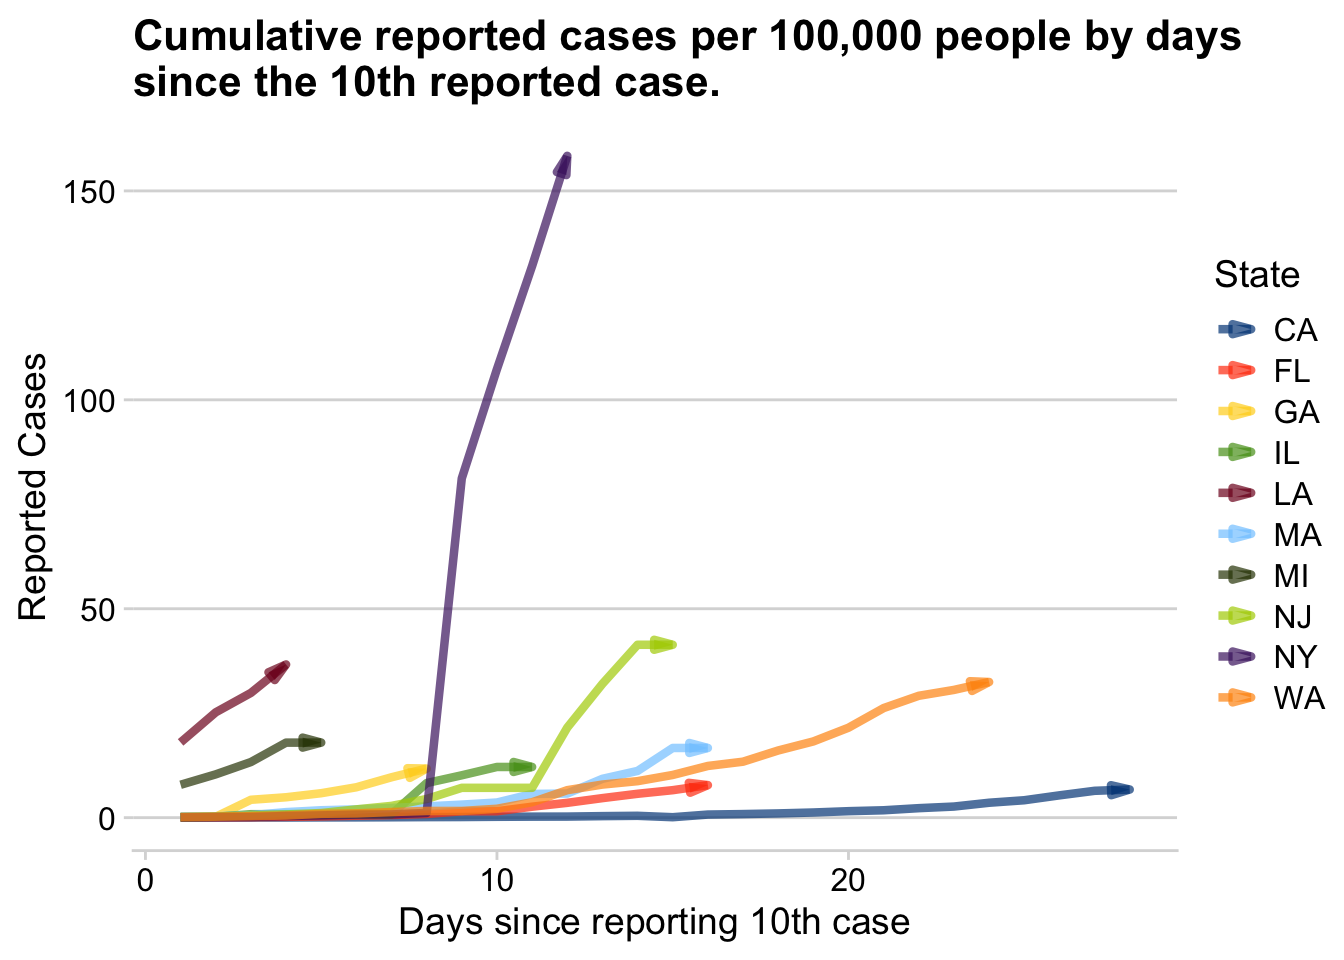 Cumulative reported cases per 100,000 people by days
since the 10th reported case.
150
100
50
0
Reported Cases
0
10
20
Days since reporting 10th case
State
CA
FL
GA
IL
LA
MA
MI
NJ
NY
WA